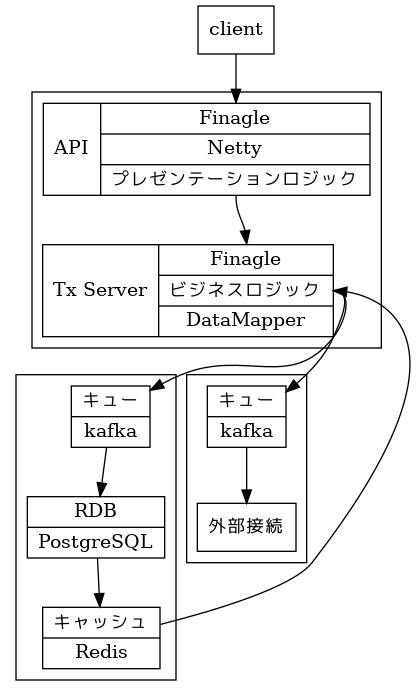 client
API
Finagle
Netty
プレゼンテーションロジック
Tx Server
Finagle
ビジネスロジック
DataMapper
キュー
kafka
キュー
kafka
RDB
PostgreSQL
外部接続
キャッシュ
Redis